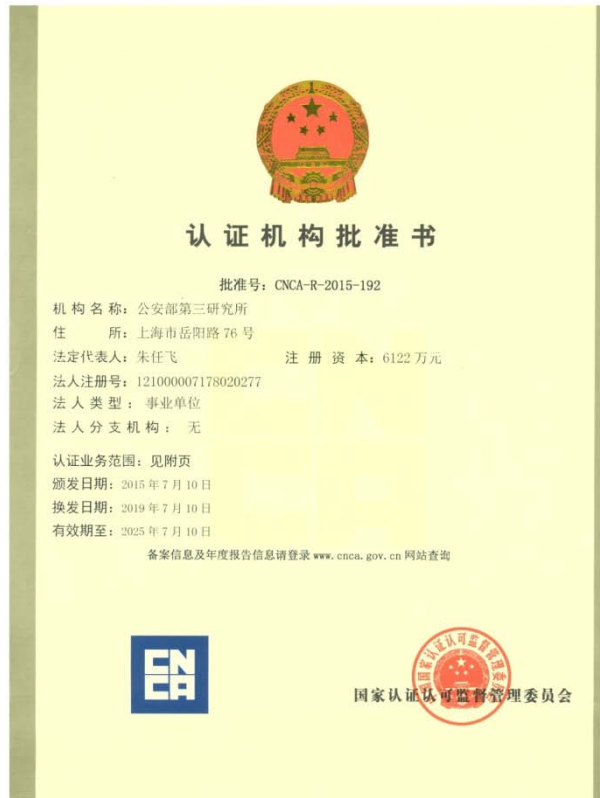 认证机构批准书
批准号：CNCA-R-2015-192
机构名称：公安部第三研究所
住 所：上海市岳阳路76号
法定代表人：朱任飞 注册资本：6122万元
法人注册号：121000007178020277
法人类型：事业单位
法人分支机构：无
认证业务范围：见附页
颁发日期：2015年7月10日
换发日期：2019年7月10日
有效期至：2025年7月10日
备案信息及年度报告信息请登录www.cnca.gov.cn网站查询
CN
CA
国家认证认可监督管理委员会